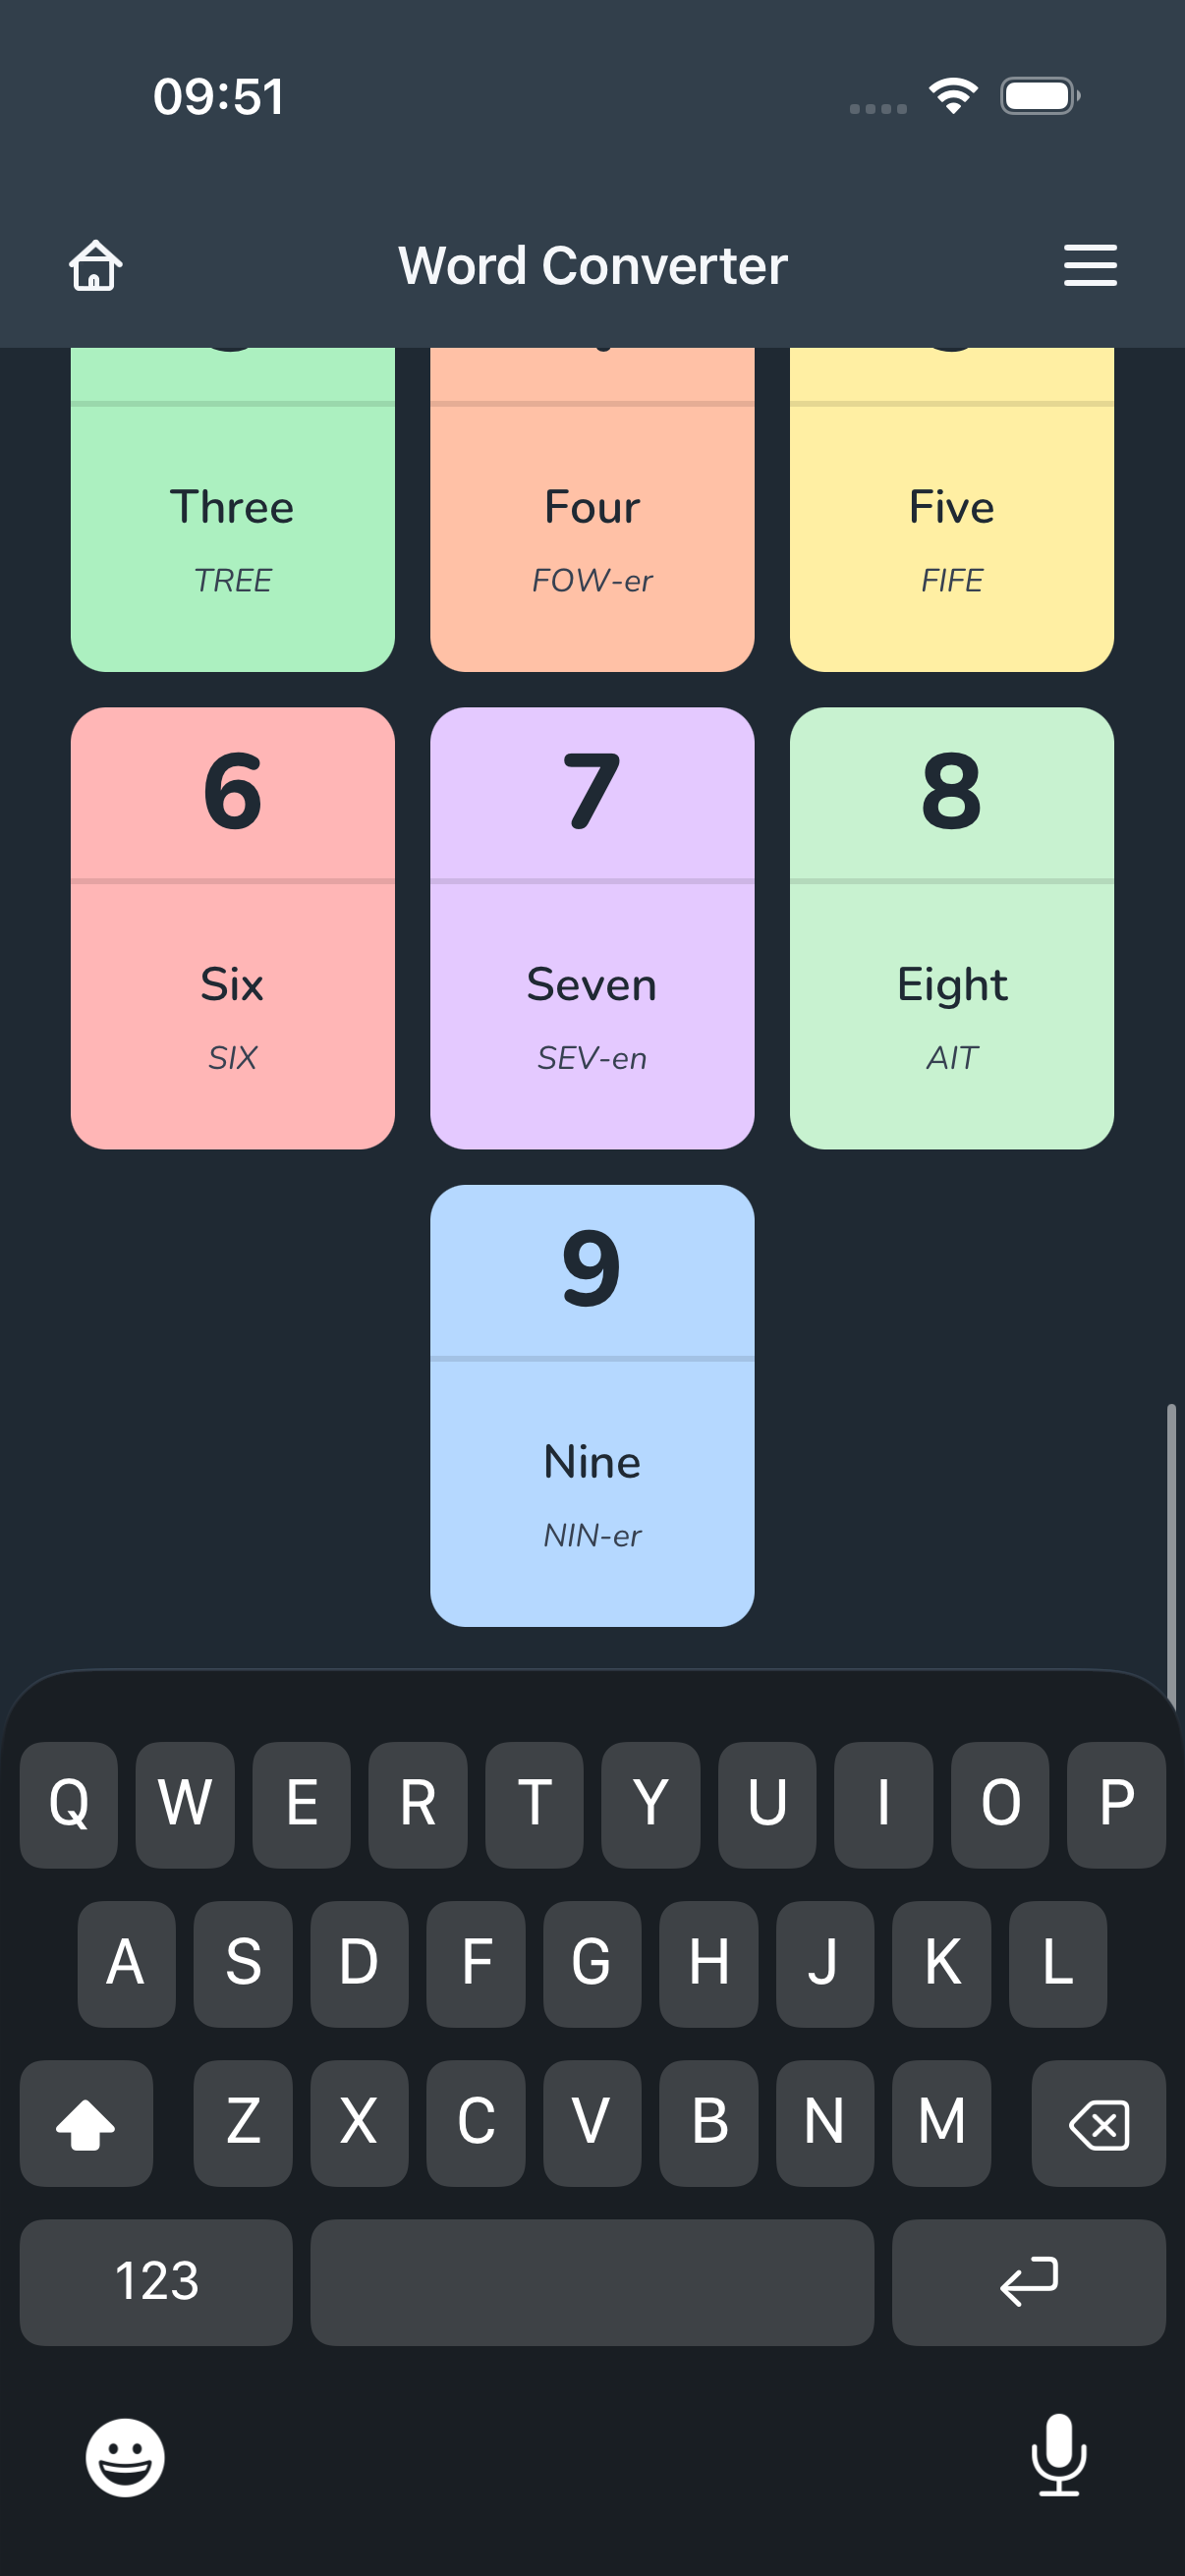 09:51
Word Converter
Three
TREE
Four
FOW-er
Five
FIFE
6
Six
SIX
7
Seven
SEV-en
8
Eight
AIT
9
Nine
NIN-er
Q W E R T Y U I O P
A S D F G H J K L
Z X C V B N M
123